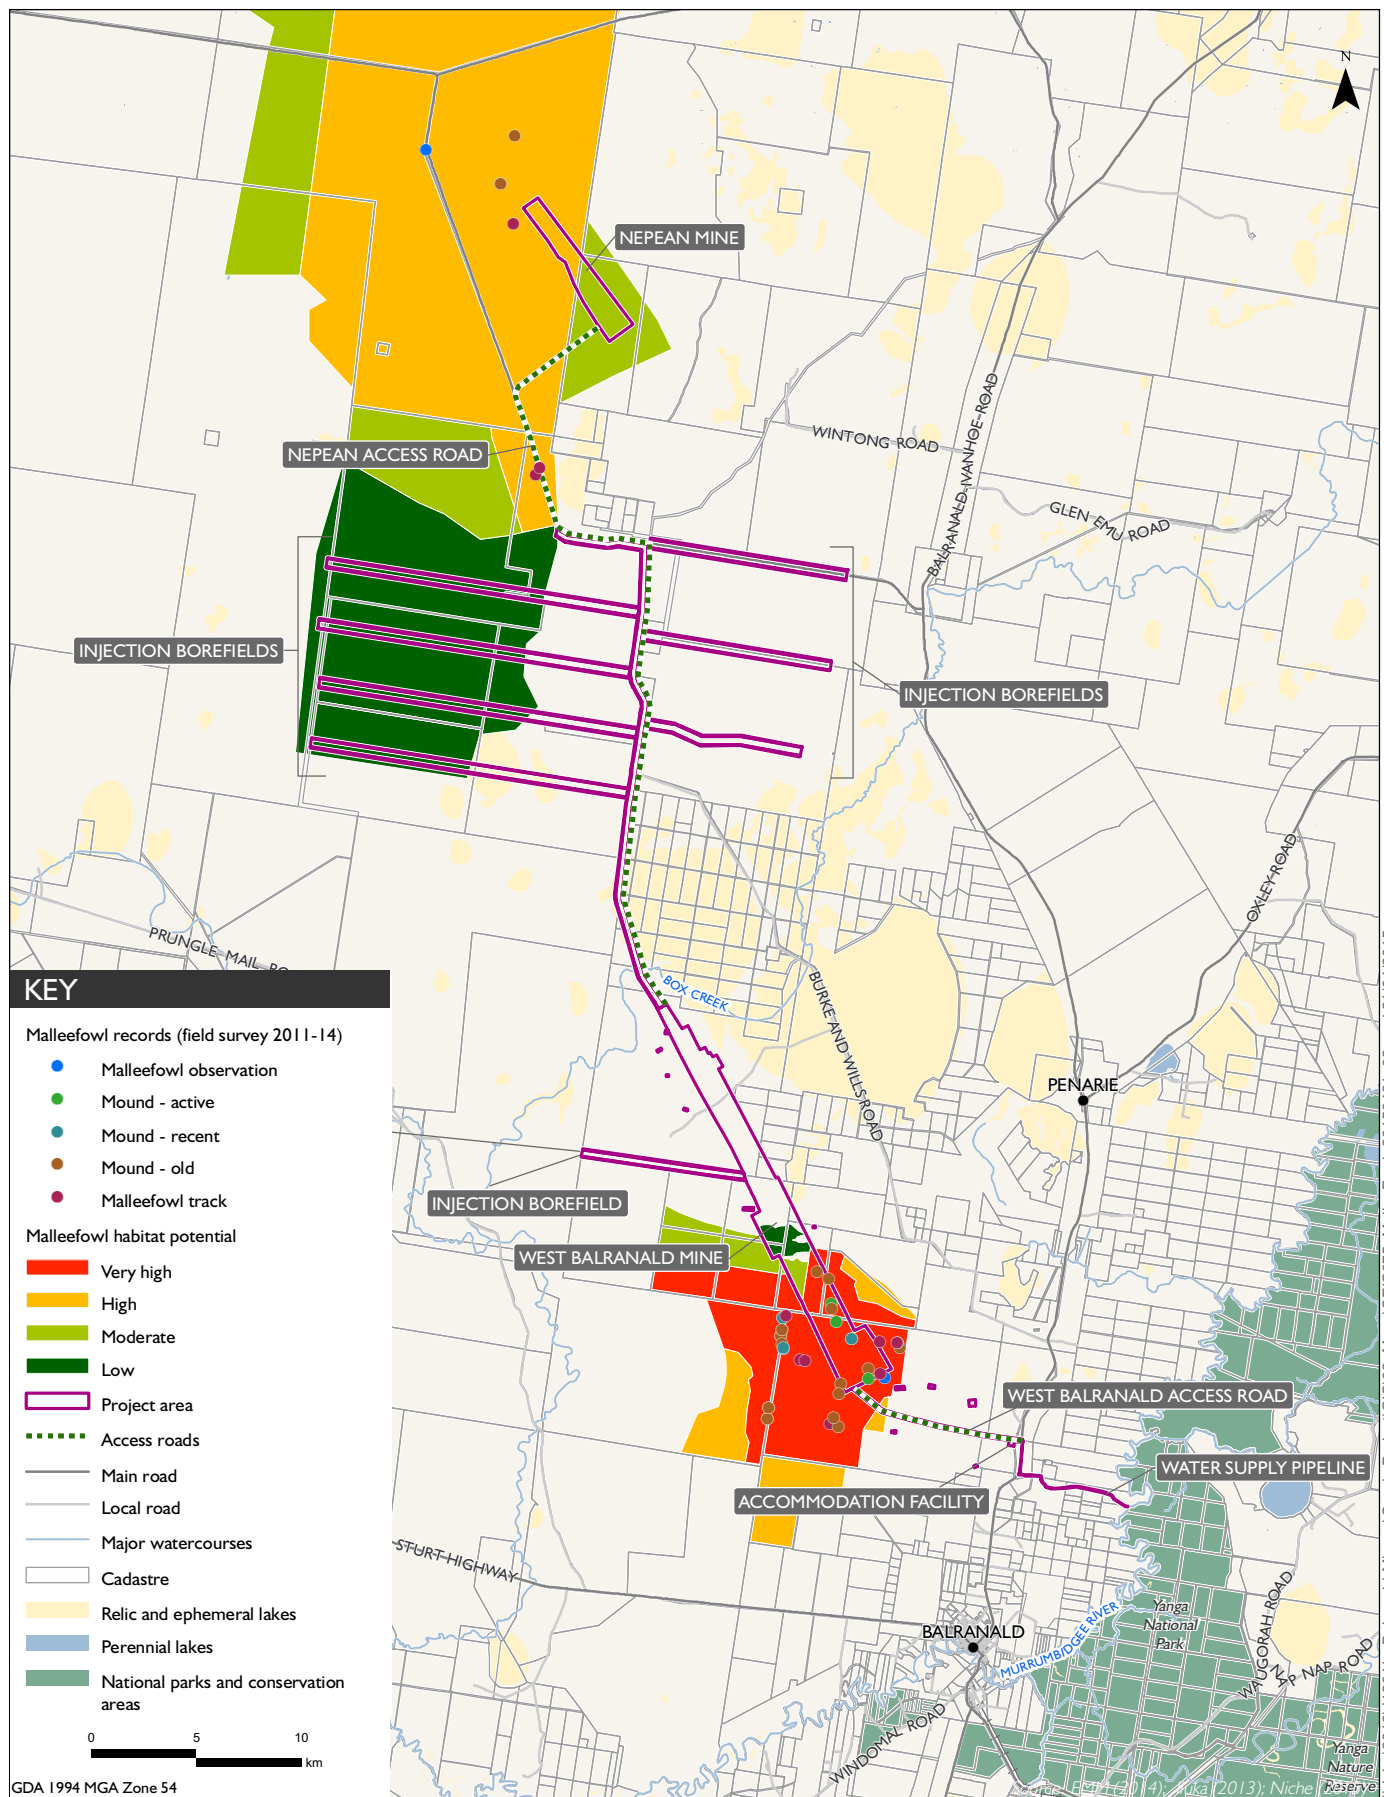 N
NEPEAN MINE
WINTONG ROAD
BALRANALD-IVANHOE ROAD
NEPEAN ACCESS ROAD
GLEN EMU ROAD
INJECTION BOREFIELDS
INJECTION BOREFIELDS
OXLEY ROAD
PRUNGLE MAIL
BOX CREEK
BURKE AND WILLS ROAD
PENARIE
INJECTION BOREFIELD
WEST BALRANALD MINE
WEST BALRANALD ACCESS ROAD
WATER SUPPLY PIPELINE
ACCOMMODATION FACILITY
STURT HIGHWAY
BALRANALD
MURRUMBIDGEE RIVER
Yanga
National
Park
WAUGORAH ROAD
NAP NAP ROAD
WINDOMAL ROAD
Yanga
Nature
Reserve
KEY
Malleefowl records (field survey 2011-14)
Malleefowl observation
Mound - active
Mound - recent
Mound - old
Malleefowl track
Malleefowl habitat potential
Very high
High
Moderate
Low
Project area
Access roads
Main road
Local road
Major watercourses
Cadastre
Relic and ephemeral lakes
Perennial lakes
National parks and conservation
areas
0 5 10
km
GDA 1994 MGA Zone 54
Source: EMM (2014); Iluka (2013); Niche